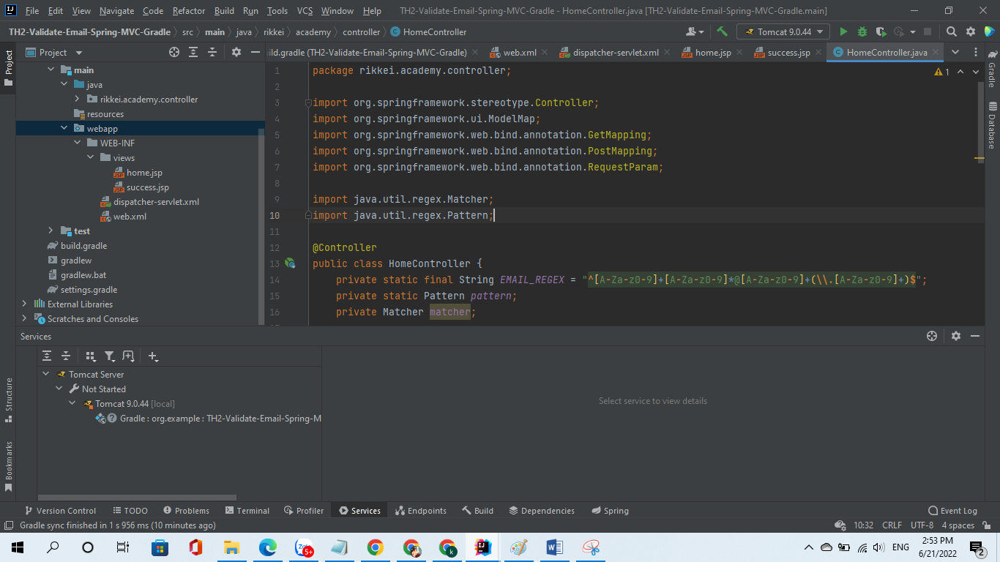 File Edit View Navigate Code Refactor Build Run Tools VCS Window Help TH2-Validate-Email-Spring-MVC-Gradle - HomeController.java [TH2-Validate-Email-Spring-MVC-Gradle.main]
TH2-Validate-Email-Spring-MVC-Gradle src main java rikkei academy controller HomeController Tomcat 9.0.44
Project
Project
ild.gradle (TH2-Validate-Email-Spring-MVC-Gradle) web.xml dispatcher-servlet.xml home.jsp success.jsp HomeController.java
main
java
rikkei.academy.controller
resources
webapp
WEB-INF
views
home.jsp
success.jsp
dispatcher-servlet.xml
web.xml
test
build.gradle
gradlew
gradlew.bat
settings.gradle
External Libraries
Scratches and Consoles
1 package rikkei.academy.controller;
2
3 import org.springframework.stereotype.Controller;
4 import org.springframework.ui.ModelMap;
5 import org.springframework.web.bind.annotation.GetMapping;
6 import org.springframework.web.bind.annotation.PostMapping;
7 import org.springframework.web.bind.annotation.RequestParam;
8
9 import java.util.regex.Matcher;
10 import java.util.regex.Pattern;
11
12 @Controller
13 public class HomeController {
14 private static final String EMAIL_REGEX = "^[A-Za-z0-9]+[A-Za-z0-9]*@[A-Za-z0-9]+(\\.[A-Za-z0-9]+)$";
15 private static Pattern pattern;
16 private Matcher matcher;
1
Gradle
Database
Services
Tomcat Server
Not Started
Tomcat 9.0.44 [local]
Gradle : org.example : TH2-Validate-Email-Spring-M
Select service to view details
Structure
Bookmarks
Version Control TODO Problems Terminal Profiler Services Endpoints Build Dependencies Spring Event Log
Gradle sync finished in 1 s 956 ms (10 minutes ago) 10:32 CRLF UTF-8 4 spaces
5+
k
ENG
2:53 PM
6/21/2022
2